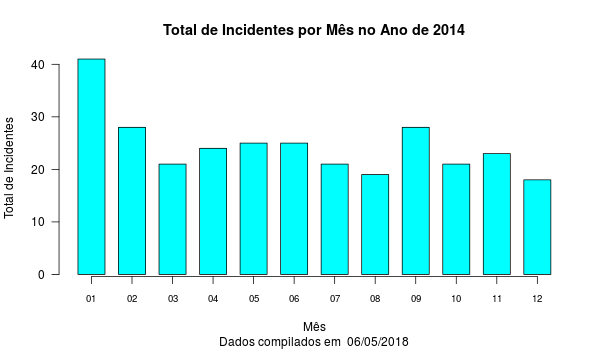 Total de Incidentes por Mês no Ano de 2014
Total de Incidentes
40
30
20
10
0
01 02 03 04 05 06 07 08 09 10 11 12
Mês
Dados compilados em 06/05/2018